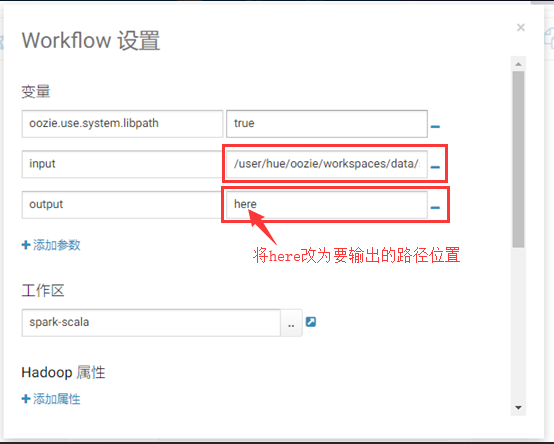 Workflow 设置
×
变量
oozie.use.system.libpath true
input /user/hue/oozie/workspaces/data/
output here
将here改为要输出的路径位置
+ 添加参数
工作区
spark-scala ..
Hadoop 属性
+ 添加属性